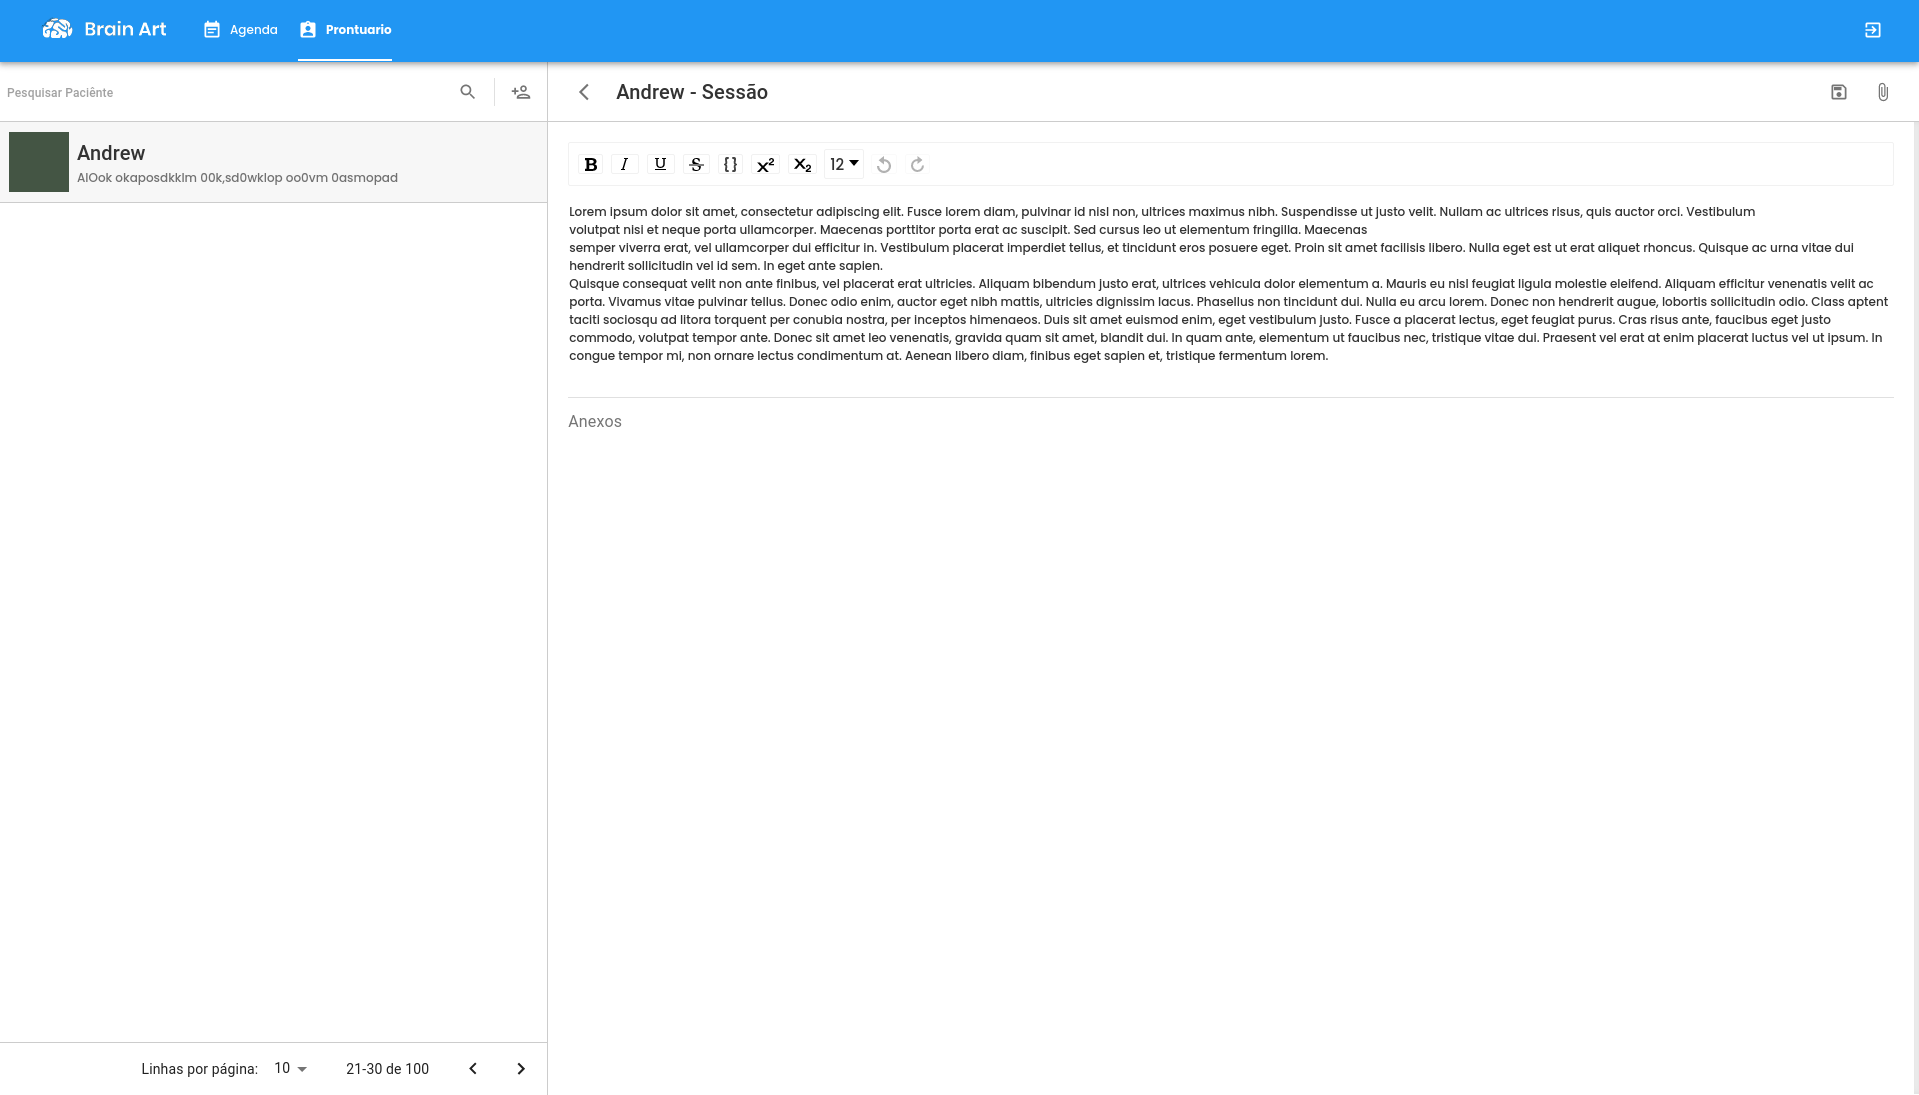 Brain Art
Agenda
Prontuario
Pesquisar Paciênte
Andrew - Sessão
Andrew
AlOok okaposdkklm 00k,sd0wklop oo0vm 0asmopad
B I U S {} x² x₂ 12
Lorem ipsum dolor sit amet, consectetur adipiscing elit. Fusce lorem diam, pulvinar id nisl non, ultrices maximus nibh. Suspendisse ut justo velit. Nullam ac ultrices risus, quis auctor orci. Vestibulum
volutpat nisi et neque porta ullamcorper. Maecenas porttitor porta erat ac suscipit. Sed cursus leo ut elementum fringilla. Maecenas
semper viverra erat, vel ullamcorper dui efficitur in. Vestibulum placerat imperdiet tellus, et tincidunt eros posuere eget. Proin sit amet facilisis libero. Nulla eget est ut erat aliquet rhoncus. Quisque ac urna vitae dui
hendrerit sollicitudin vel id sem. In eget ante sapien.
Quisque consequat velit non ante finibus, vel placerat erat ultricies. Aliquam bibendum justo erat, ultrices vehicula dolor elementum a. Mauris eu nisl feugiat ligula molestie eleifend. Aliquam efficitur venenatis velit ac
porta. Vivamus vitae pulvinar tellus. Donec odio enim, auctor eget nibh mattis, ultricies dignissim lacus. Phasellus non tincidunt dui. Nulla eu arcu lorem. Donec non hendrerit augue, lobortis sollicitudin odio. Class aptent
taciti sociosqu ad litora torquent per conubia nostra, per inceptos himenaeos. Duis sit amet euismod enim, eget vestibulum justo. Fusce a placerat lectus, eget feugiat purus. Cras risus ante, faucibus eget justo
commodo, volutpat tempor ante. Donec sit amet leo venenatis, gravida quam sit amet, blandit dui. In quam ante, elementum ut faucibus nec, tristique vitae dui. Praesent vel erat at enim placerat luctus vel ut ipsum. In
congue tempor mi, non ornare lectus condimentum at. Aenean libero diam, finibus eget sapien et, tristique fermentum lorem.
Anexos
Linhas por página: 10 21-30 de 100